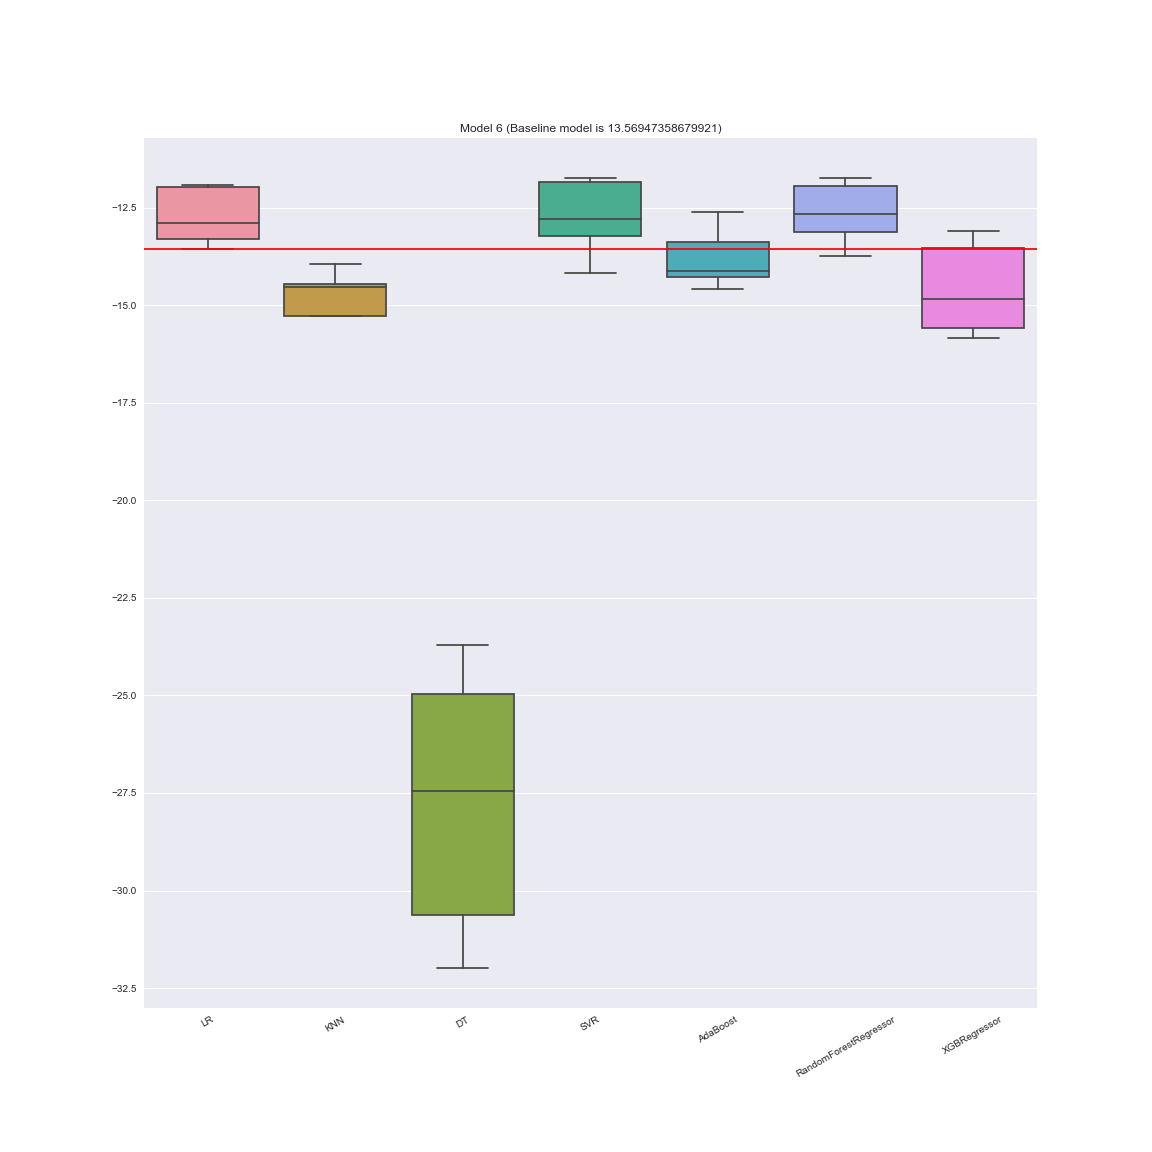 Model 6 (Baseline model is 13.56947358679921)
−12.5
−15.0
−17.5
−20.0
−22.5
−25.0
−27.5
−30.0
−32.5
LR
KNN
DT
SVR
AdaBoost
RandomForestRegressor
XGBRegressor